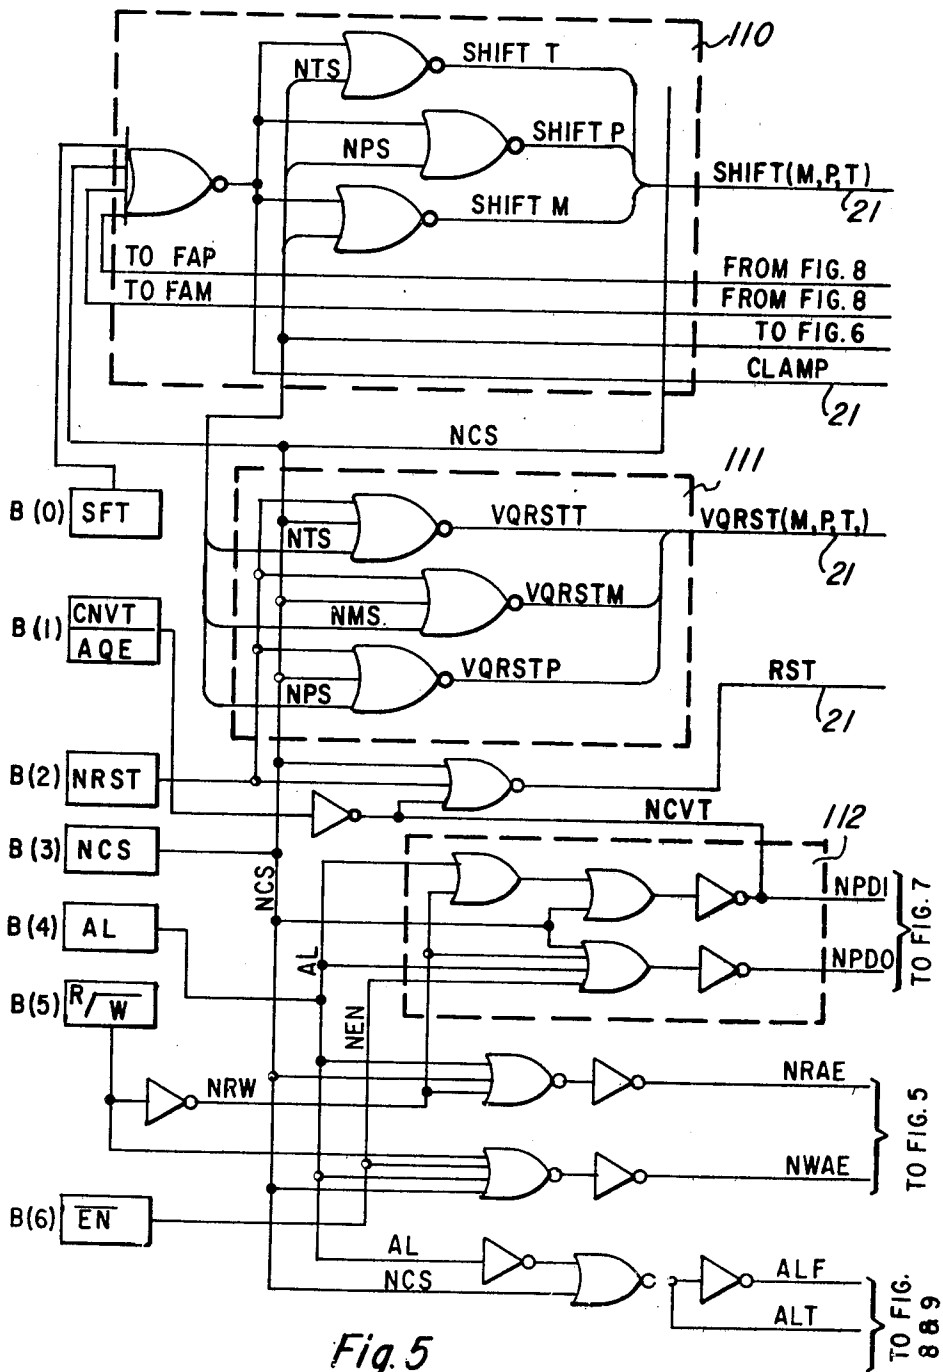 110
NTS
SHIFT T
NPS
SHIFT P
SHIFT M
SHIFT(M,P,T)
21
TO FAP
FROM FIG. 8
TO FAM
FROM FIG. 8
TO FIG. 6
CLAMP
21
NCS
111
B(0) SFT
VQRSTT
VQRST(M,P,T,)
NTS
21
B(1) CNVT
AQE
NMS.
VQRSTM
VQRSTP
NPS
RST
21
B(2) NRST
NCVT
112
B(3) NCS
NCS
NPDI
B(4) AL
AL
NPDO
TO FIG. 7
B(5) R/W
NEN
NRW
NRAE
TO FIG. 5
NWAE
B(6) EN
AL
NCS
ALF
ALT
TO FIG. 8 & 9
Fig. 5